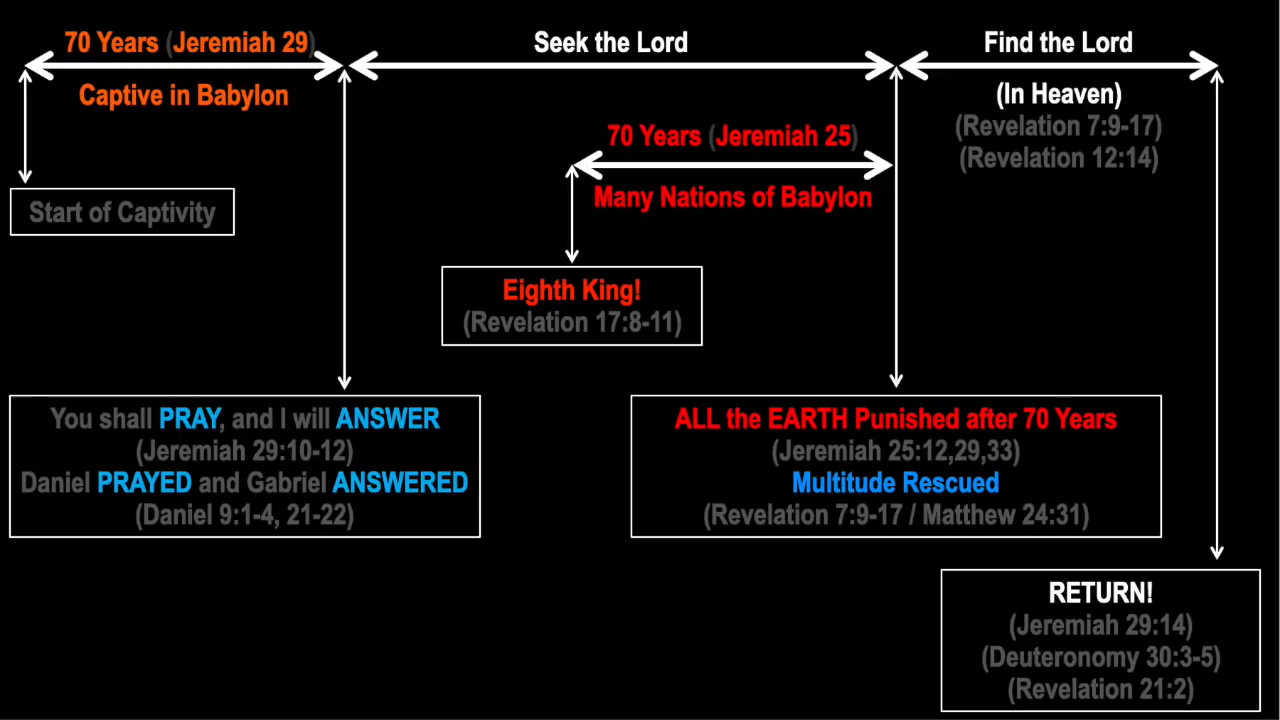 70 Years (Jeremiah 29)
Captive in Babylon
Seek the Lord
Find the Lord
(In Heaven)
(Revelation 7:9-17)
(Revelation 12:14)
70 Years (Jeremiah 25)
Many Nations of Babylon
Start of Captivity
Eighth King!
(Revelation 17:8-11)
You shall PRAY, and I will ANSWER
(Jeremiah 29:10-12)
Daniel PRAYED and Gabriel ANSWERED
(Daniel 9:1-4, 21-22)
ALL the EARTH Punished after 70 Years
(Jeremiah 25:12,29,33)
Multitude Rescued
(Revelation 7:9-17 / Matthew 24:31)
RETURN!
(Jeremiah 29:14)
(Deuteronomy 30:3-5)
(Revelation 21:2)